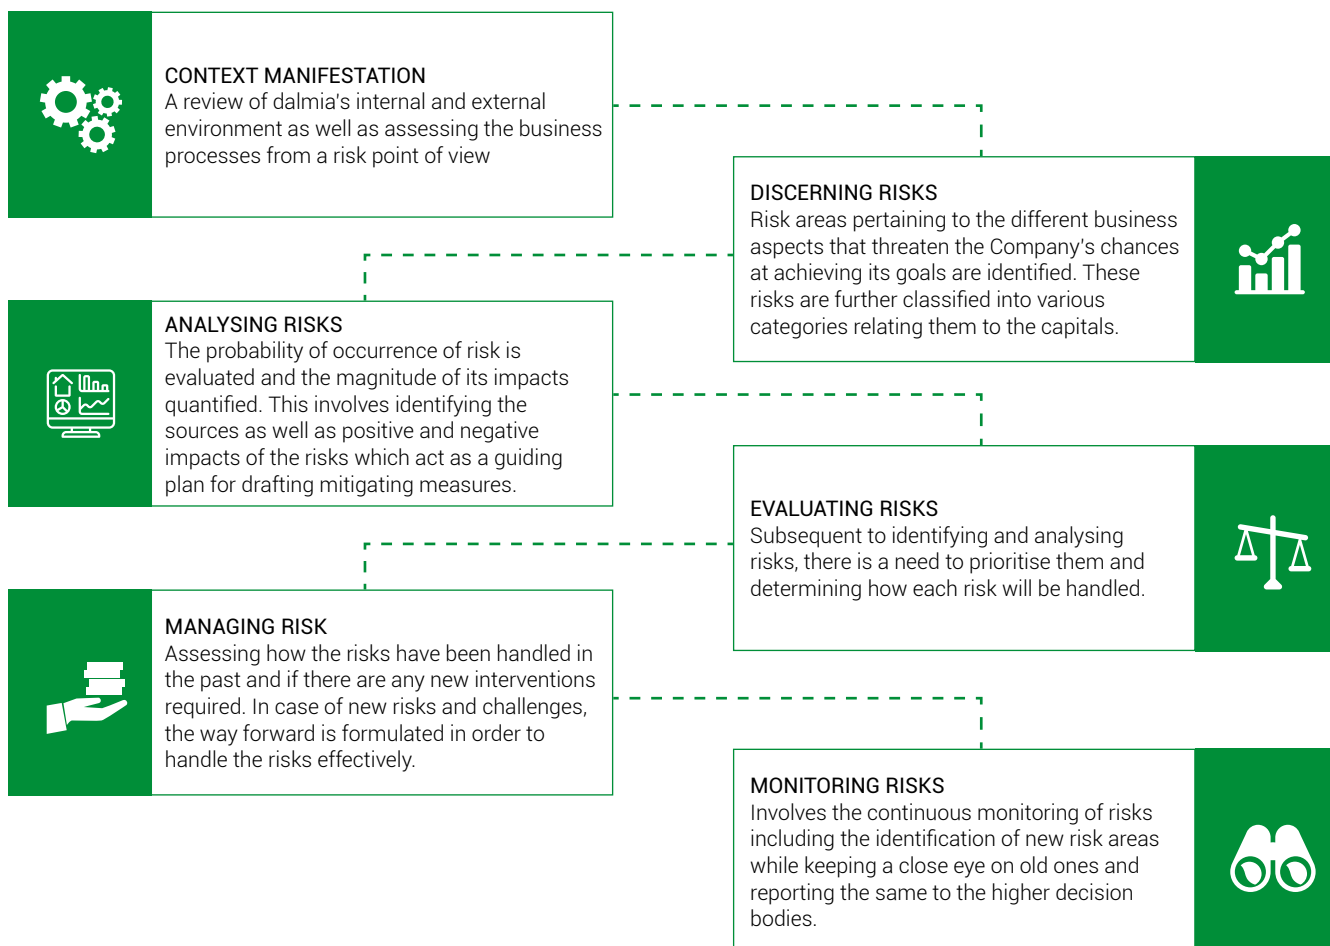 CONTEXT MANIFESTATION
A review of dalmia's internal and external
environment as well as assessing the business
processes from a risk point of view
DISCERNING RISKS
Risk areas pertaining to the different business
aspects that threaten the Company's chances
at achieving its goals are identified. These
risks are further classified into various
categories relating them to the capitals.
ANALYSING RISKS
The probability of occurrence of risk is
evaluated and the magnitude of its impacts
quantified. This involves identifying the
sources as well as positive and negative
impacts of the risks which act as a guiding
plan for drafting mitigating measures.
EVALUATING RISKS
Subsequent to identifying and analysing
risks, there is a need to prioritise them and
determining how each risk will be handled.
MANAGING RISK
Assessing how the risks have been handled in
the past and if there are any new interventions
required. In case of new risks and challenges,
the way forward is formulated in order to
handle the risks effectively.
MONITORING RISKS
Involves the continuous monitoring of risks
including the identification of new risk areas
while keeping a close eye on old ones and
reporting the same to the higher decision
bodies.